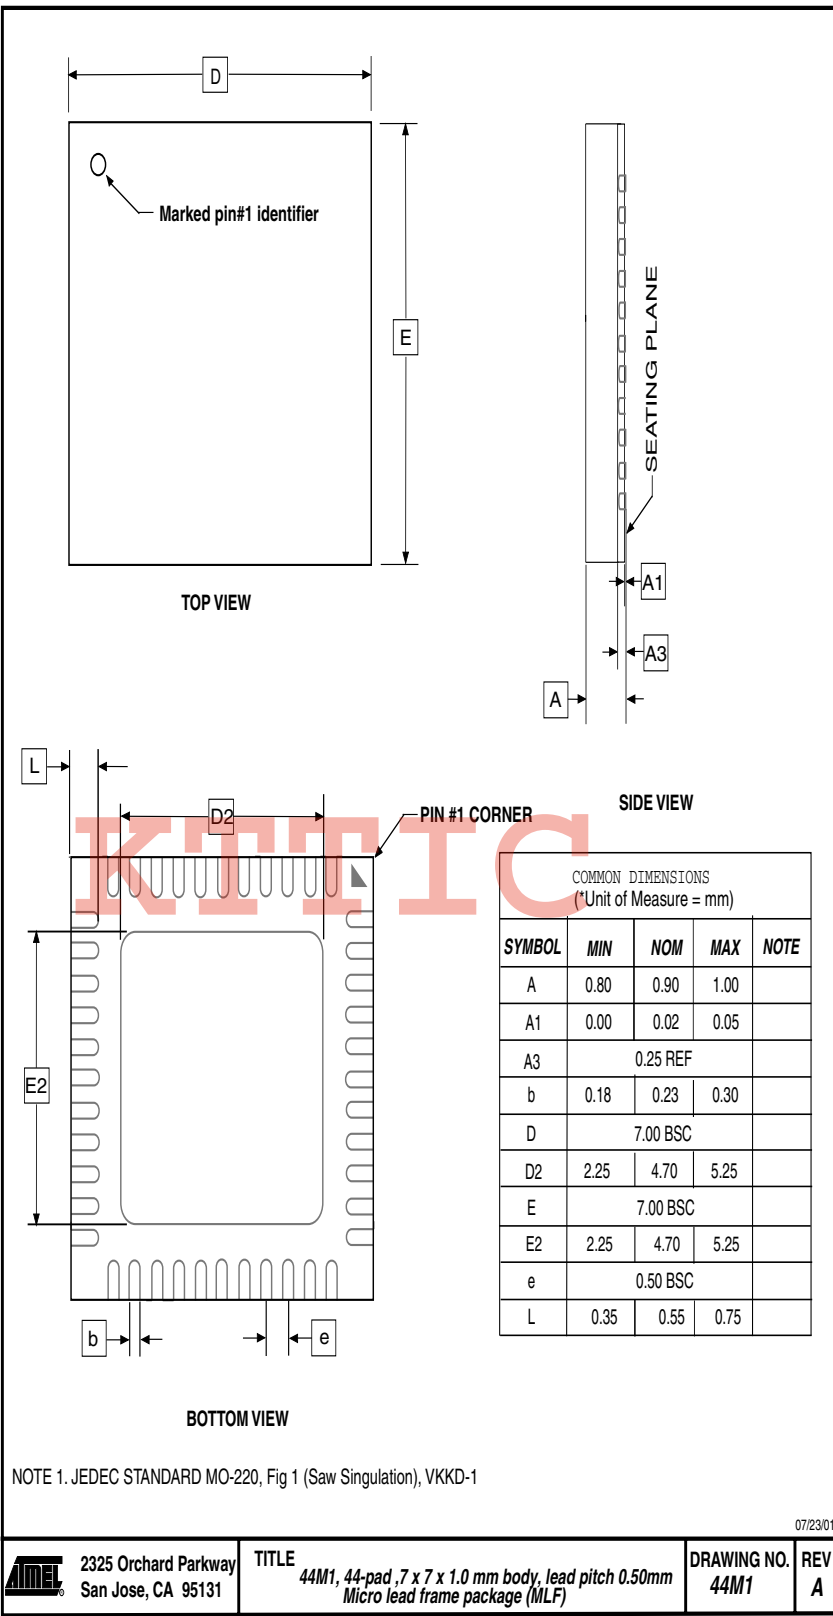 D
Marked pin#1 identifier
E
SEATING PLANE
TOP VIEW
A1
A3
A
SIDE VIEW
L
D2
PIN #1 CORNER
KTTIC
E2
b
e
BOTTOM VIEW
COMMON DIMENSIONS
(*Unit of Measure = mm)
SYMBOL MIN NOM MAX NOTE
A 0.80 0.90 1.00
A1 0.00 0.02 0.05
A3 0.25 REF
b 0.18 0.23 0.30
D 7.00 BSC
D2 2.25 4.70 5.25
E 7.00 BSC
E2 2.25 4.70 5.25
e 0.50 BSC
L 0.35 0.55 0.75
NOTE 1. JEDEC STANDARD MO-220, Fig 1 (Saw Singulation), VKKD-1
07/23/01
ATMEL ®
2325 Orchard Parkway
San Jose, CA 95131
TITLE
44M1, 44-pad ,7 x 7 x 1.0 mm body, lead pitch 0.50mm
Micro lead frame package (MLF)
DRAWING NO.
44M1
REV
A